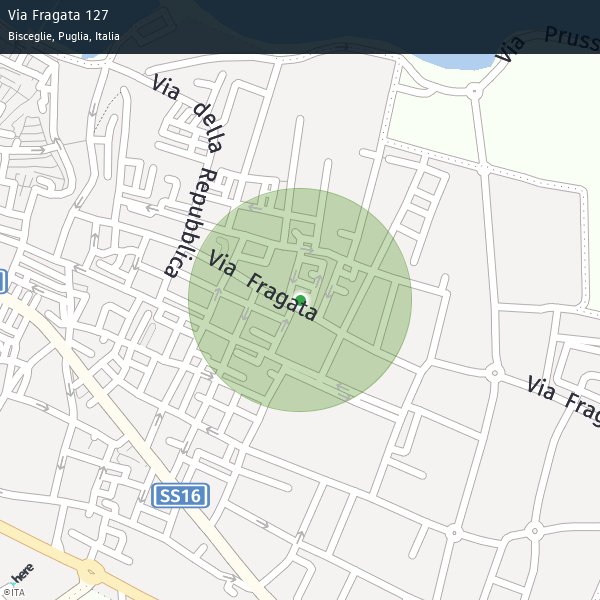 Via Fragata 127
Bisceglie, Puglia, Italia
Via Pruss
Via della Repubblica
Via Fragata
Via Frag
SS16
here
©ITA